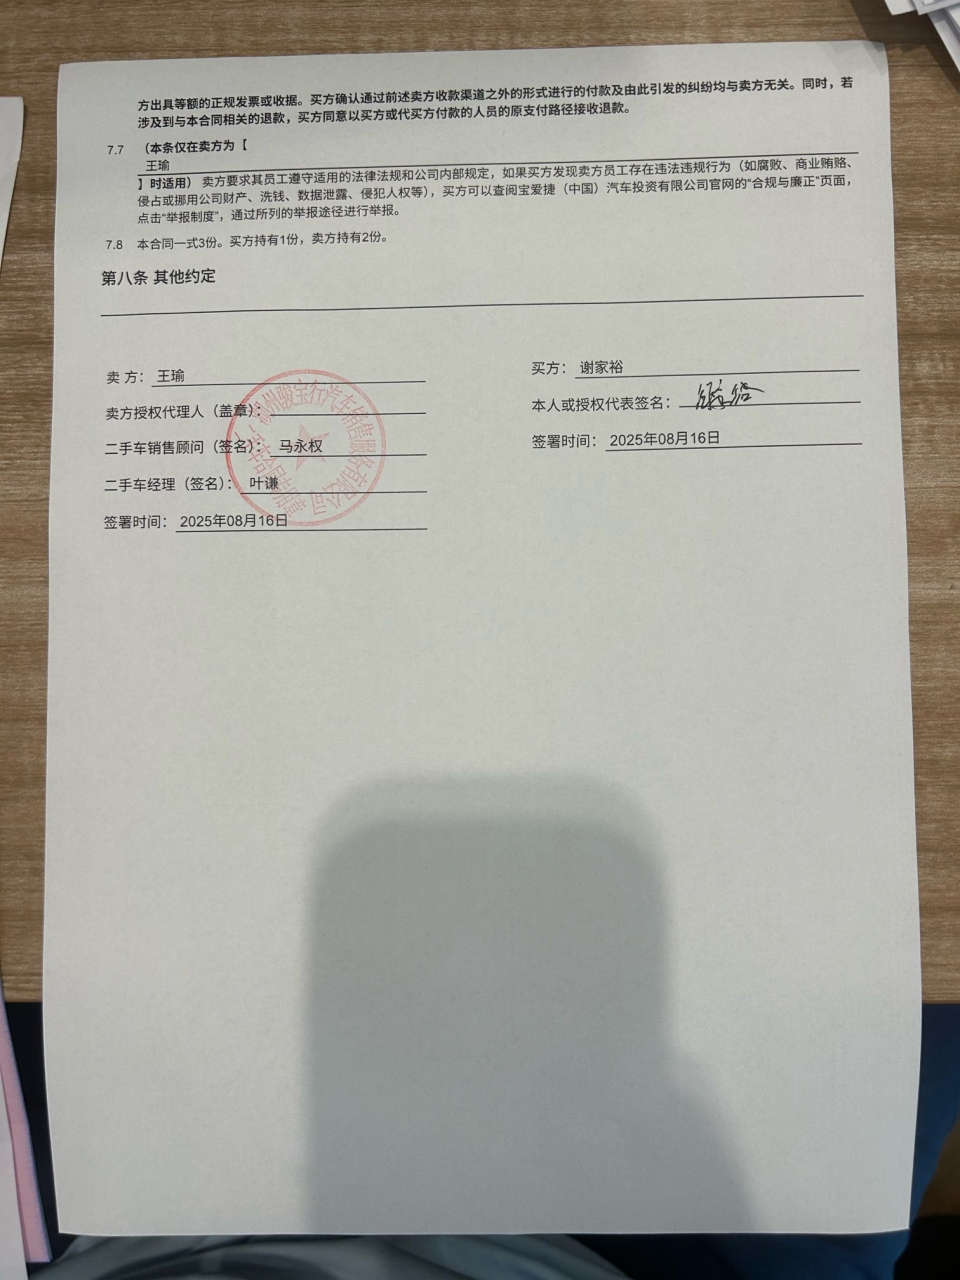 方出具等额的正规发票或收据。买方确认通过前述卖方收款渠道之外的形式进行的付款及由此引发的纠纷均与卖方无关。同时，若
涉及到与本合同相关的退款，买方同意以买方或代买方付款的人员的原支付路径接收退款。
7.7 （本条仅在卖方为【
王瑜
】时适用） 卖方要求其员工遵守适用的法律法规和公司内部规定，如果买方发现卖方员工存在违法违规行为（如腐败、商业贿赂、
侵占或挪用公司财产、洗钱、数据泄露、侵犯人权等），买方可以查阅宝爱捷（中国）汽车投资有限公司官网的“合规与廉正”页面，
点击“举报制度”，通过所列的举报途径进行举报。
7.8 本合同一式3份。买方持有1份，卖方持有2份。
第八条 其他约定
卖 方： 王瑜
卖方授权代理人（盖章）：
二手车销售顾问（签名）： 马永权
二手车经理（签名）： 叶谦
签署时间： 2025年08月16日
买方： 谢家裕
本人或授权代表签名：
签署时间： 2025年08月16日
州骏宝行汽车销售服务有限公司